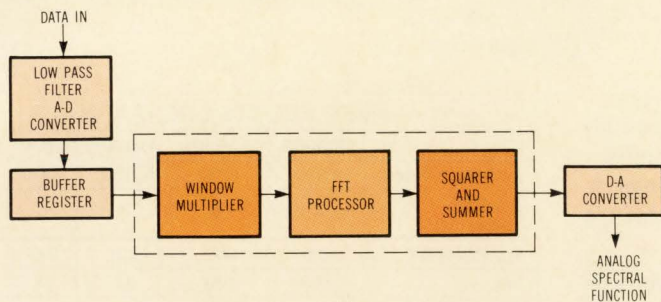 DATA IN
LOW PASS
FILTER
A-D
CONVERTER
BUFFER
REGISTER
WINDOW
MULTIPLIER
FFT
PROCESSOR
SQUARER
AND
SUMMER
D-A
CONVERTER
ANALOG
SPECTRAL
FUNCTION